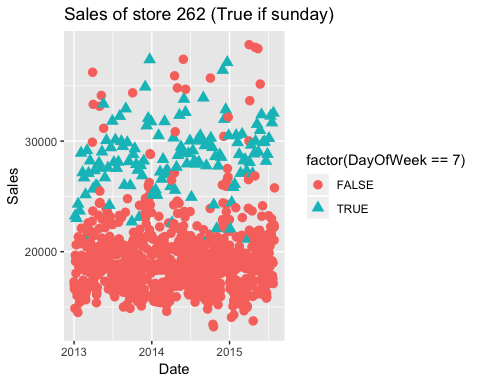 Sales of store 262 (True if sunday)
Sales
30000
20000
2013
2014
2015
Date
factor(DayOfWeek == 7)
FALSE
TRUE